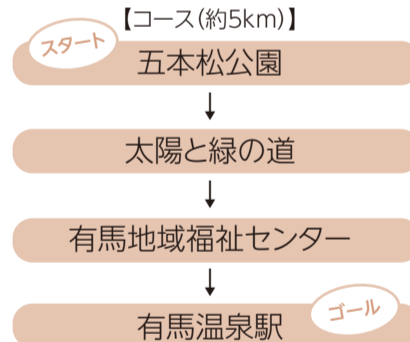 【コース(約5km)】
スタート
五本松公園
↓
太陽と緑の道
↓
有馬地域福祉センター
↓
有馬温泉駅
ゴール